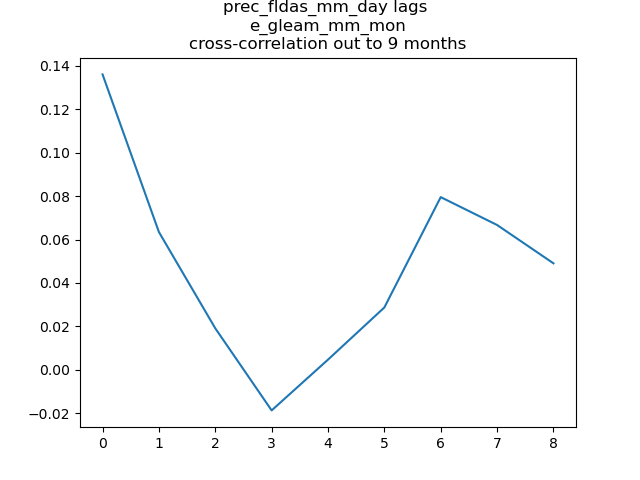 prec_fldas_mm_day lags
e_gleam_mm_mon
cross-correlation out to 9 months
0.14
0.12
0.10
0.08
0.06
0.04
0.02
0.00
−0.02
0 1 2 3 4 5 6 7 8